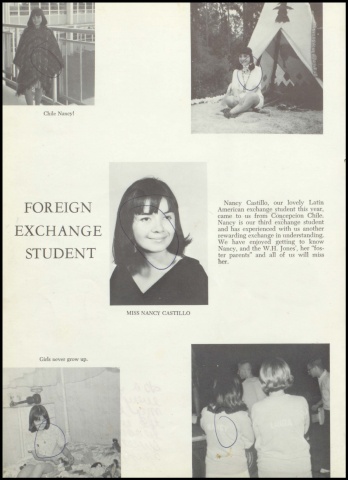 Chile Nancy!
FOREIGN
EXCHANGE
STUDENT
Nancy Castillo, our lovely Latin
American exchange student this year,
came to us from Concepcion Chile.
Nancy is our third exchange student
and has experienced with us another
rewarding exchange in understanding.
We have enjoyed getting to know
Nancy, and the W.H. Jones', her "fos-
ter parents" and all of us will miss
her.
MISS NANCY CASTILLO
Girls never grow up.